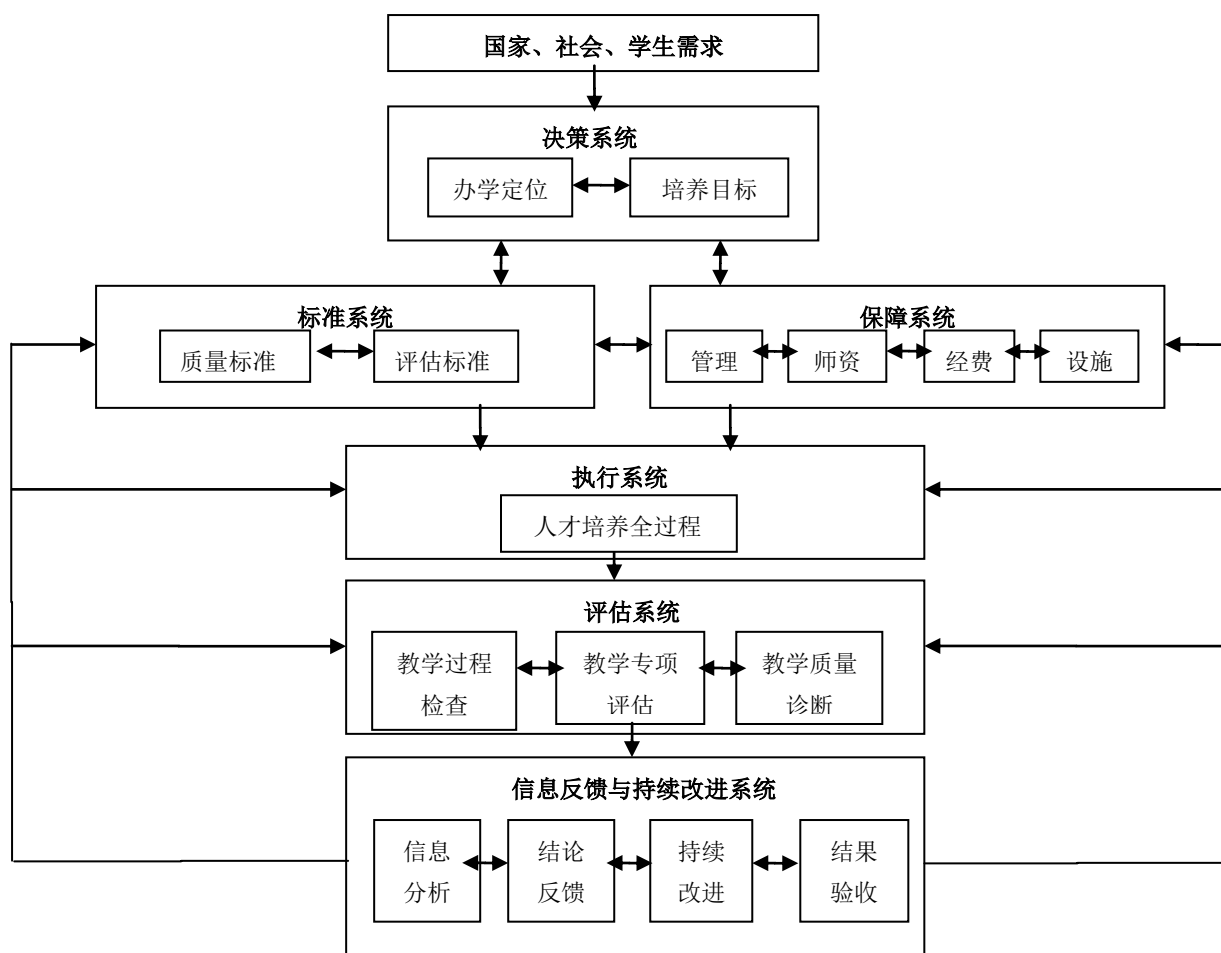 国家、社会、学生需求
决策系统
办学定位
培养目标
标准系统
质量标准
评估标准
保障系统
管理
师资
经费
设施
执行系统
人才培养全过程
评估系统
教学过程
检查
教学专项
评估
教学质量
诊断
信息反馈与持续改进系统
信息
分析
结论
反馈
持续
改进
结果
验收